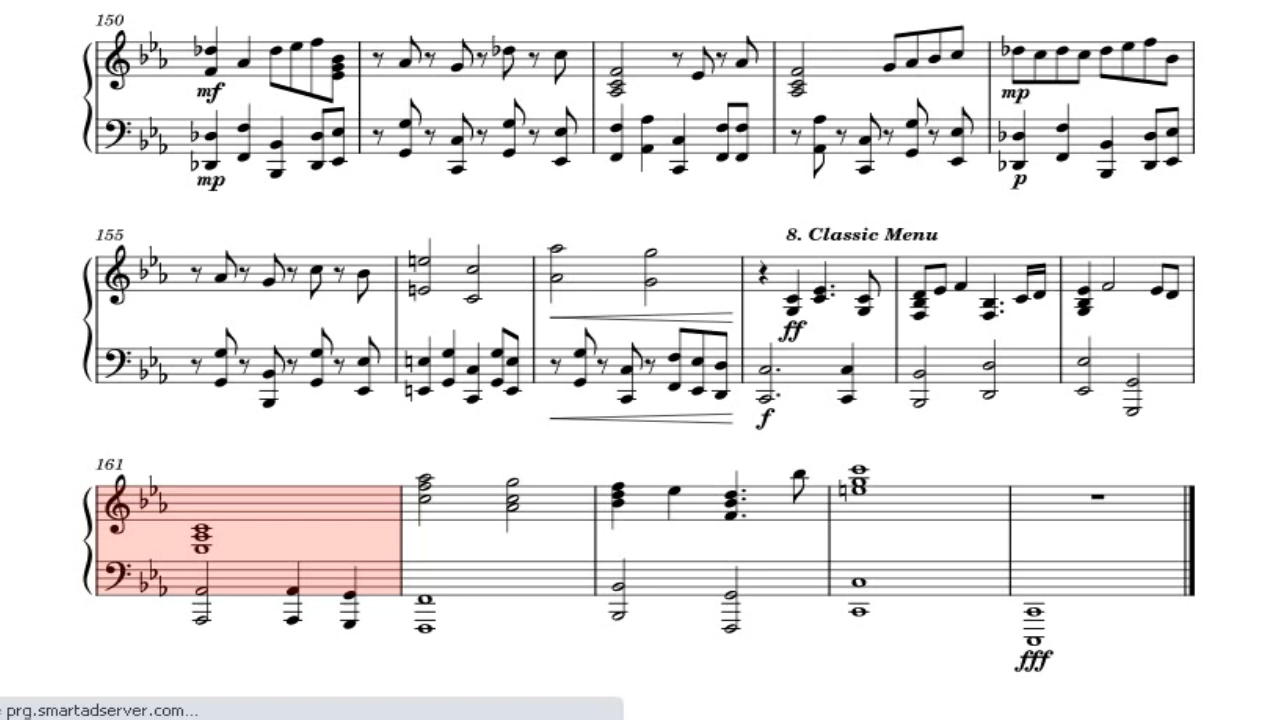 150
mf
mp
mp
p
155
8. Classic Menu
ff
f
161
fff
prg.smartadserver.com...